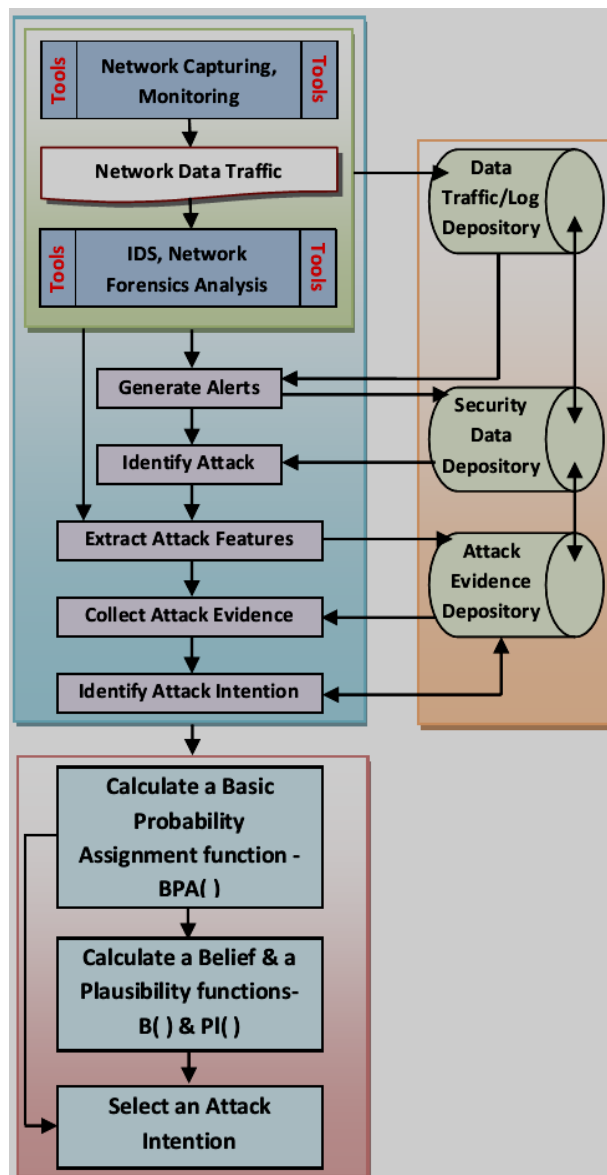 Tools
Network Capturing,
Monitoring
Tools
Network Data Traffic
Tools
IDS, Network
Forensics Analysis
Tools
Data
Traffic/Log
Depository
Generate Alerts
Security
Data
Depository
Identify Attack
Extract Attack Features
Attack
Evidence
Depository
Collect Attack Evidence
Identify Attack Intention
Calculate a Basic
Probability
Assignment function -
BPA( )
Calculate a Belief & a
Plausibility functions-
B( ) & Pl( )
Select an Attack
Intention